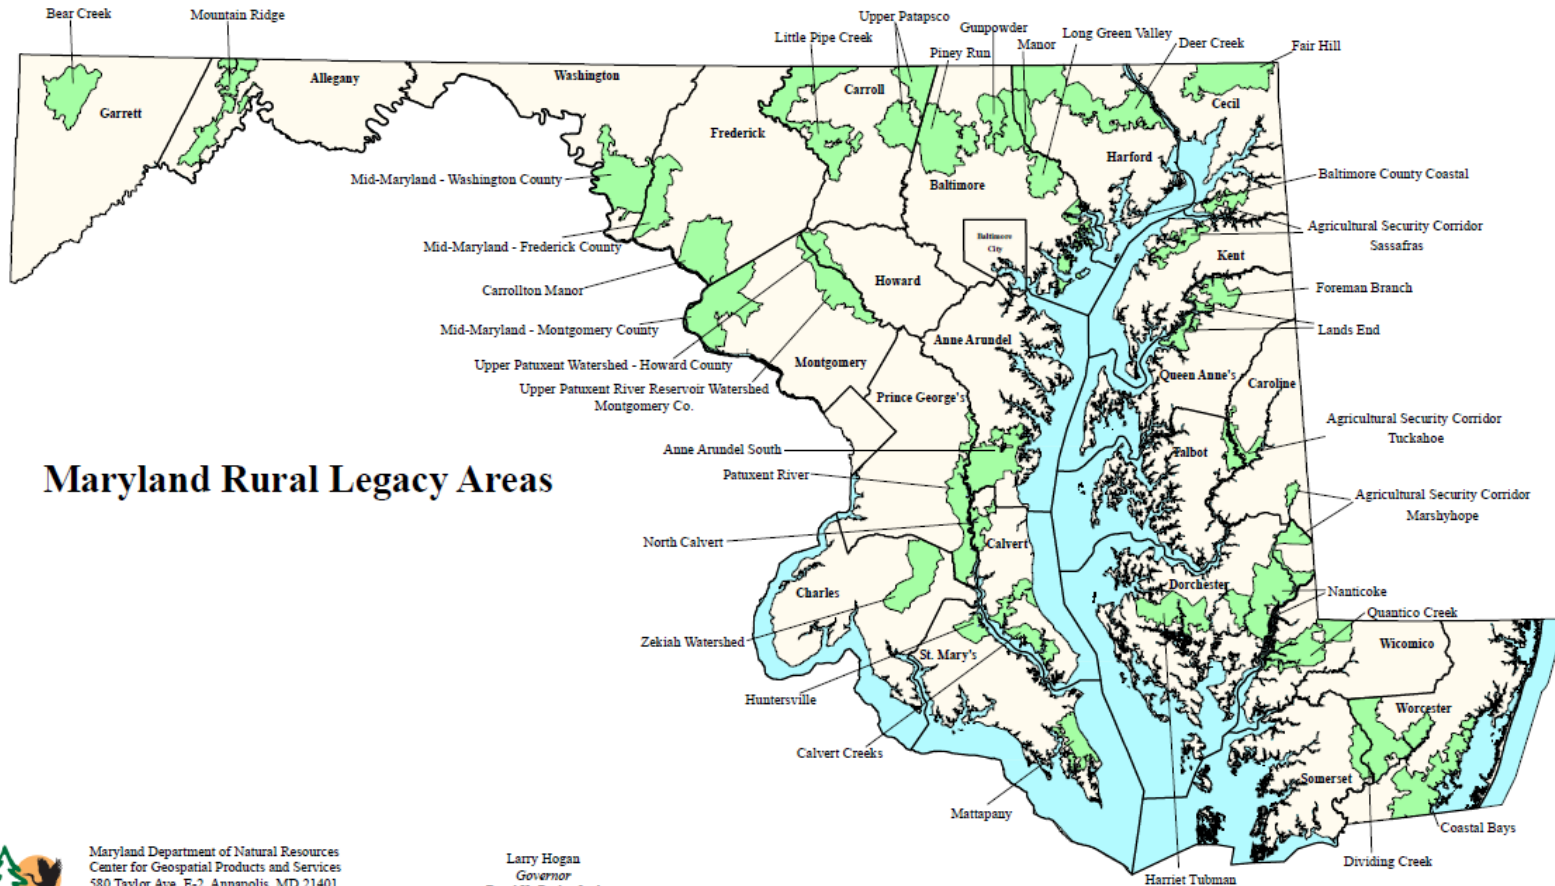 Bear Creek
Mountain Ridge
Upper Patapsco
Gunpowder
Little Pipe Creek
Piney Run
Manor
Long Green Valley
Deer Creek
Fair Hill
Garrett
Allegany
Washington
Frederick
Carroll
Baltimore
Harford
Cecil
Mid-Maryland - Washington County
Mid-Maryland - Frederick County
Carrollton Manor
Mid-Maryland - Montgomery County
Upper Patuxent Watershed - Howard County
Upper Patuxent River Reservoir Watershed
Montgomery Co.
Baltimore
City
Howard
Montgomery
Anne Arundel
Prince George's
Baltimore County Coastal
Agricultural Security Corridor
Sassafras
Kent
Foreman Branch
Lands End
Queen Anne's
Caroline
Talbot
Agricultural Security Corridor
Tuckahoe
Agricultural Security Corridor
Marshyhope
Maryland Rural Legacy Areas
Anne Arundel South
Patuxent River
North Calvert
Calvert
Charles
Zekiah Watershed
St. Mary's
Huntersville
Calvert Creeks
Mattapany
Dorchester
Nanticoke
Quantico Creek
Wicomico
Worcester
Somerset
Coastal Bays
Dividing Creek
Harriet Tubman
Maryland Department of Natural Resources
Center for Geospatial Products and Services
580 Taylor Ave, E-2, Annapolis, MD 21401
Larry Hogan
Governor